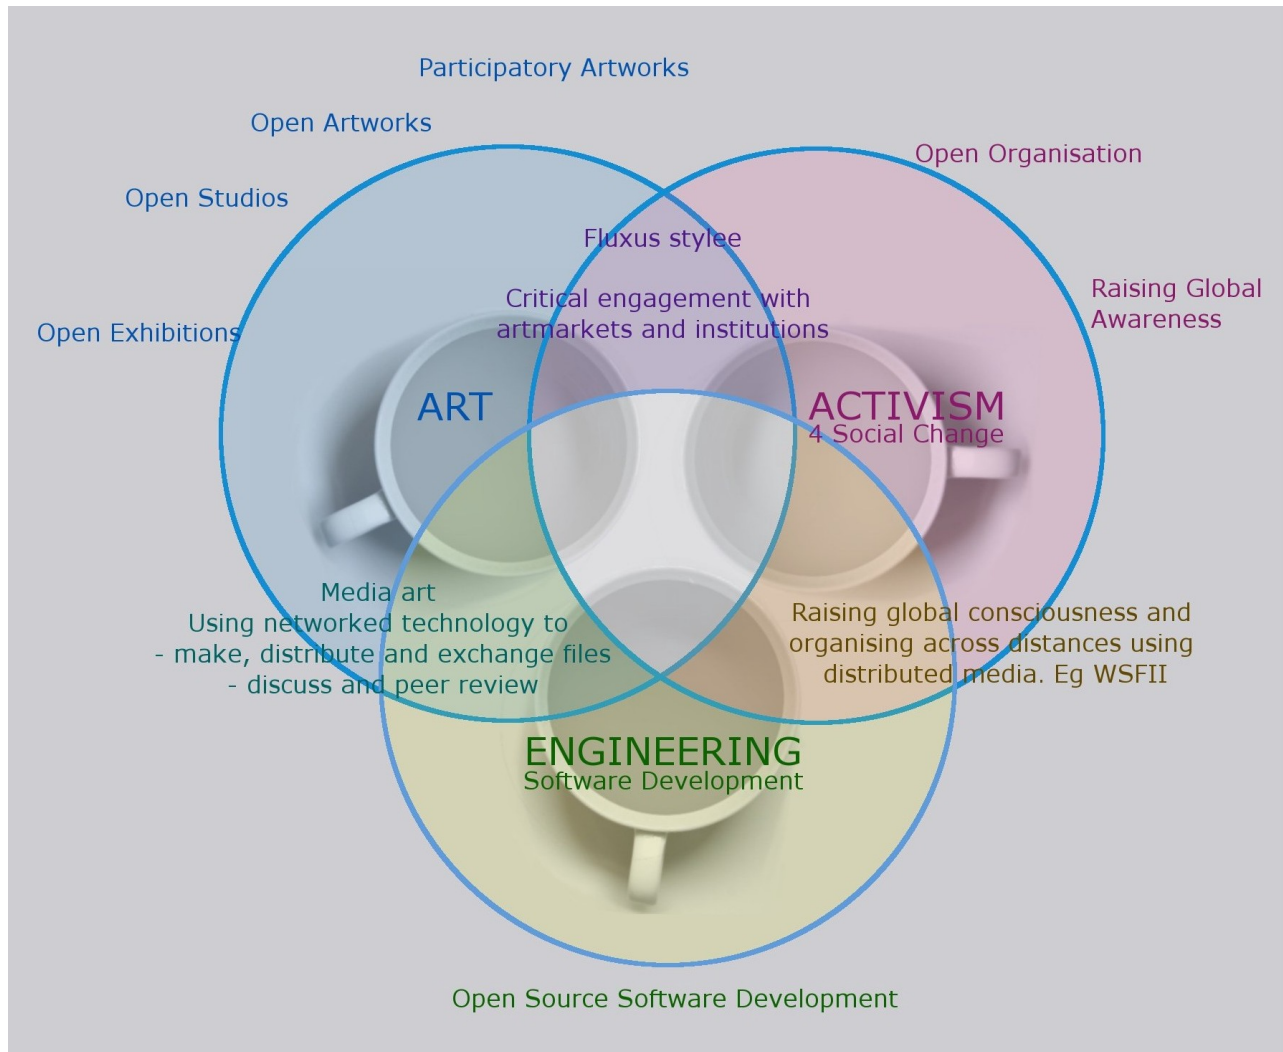 Participatory Artworks
Open Artworks
Open Organisation
Open Studios
Fluxus stylee
Raising Global
Awareness
Critical engagement with
artmarkets and institutions
Open Exhibitions
ART
ACTIVISM
4 Social Change
Media art
Using networked technology to
- make, distribute and exchange files
- discuss and peer review
Raising global consciousness and
organising across distances using
distributed media. Eg WSFII
ENGINEERING
Software Development
Open Source Software Development